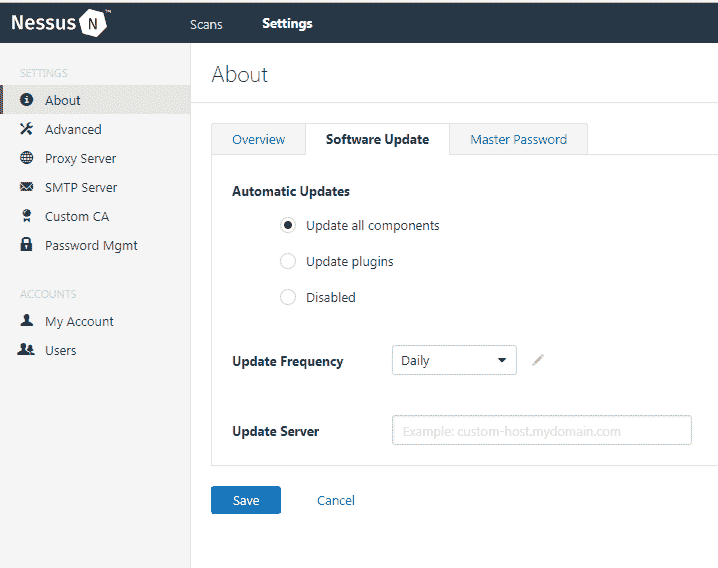 Nessus N ™
Scans
Settings
SETTINGS
About
Advanced
Proxy Server
SMTP Server
Custom CA
Password Mgmt
ACCOUNTS
My Account
Users
About
Overview
Software Update
Master Password
Automatic Updates
Update all components
Update plugins
Disabled
Update Frequency
Daily
Update Server
Example: custom-host.mydomain.com
Save
Cancel